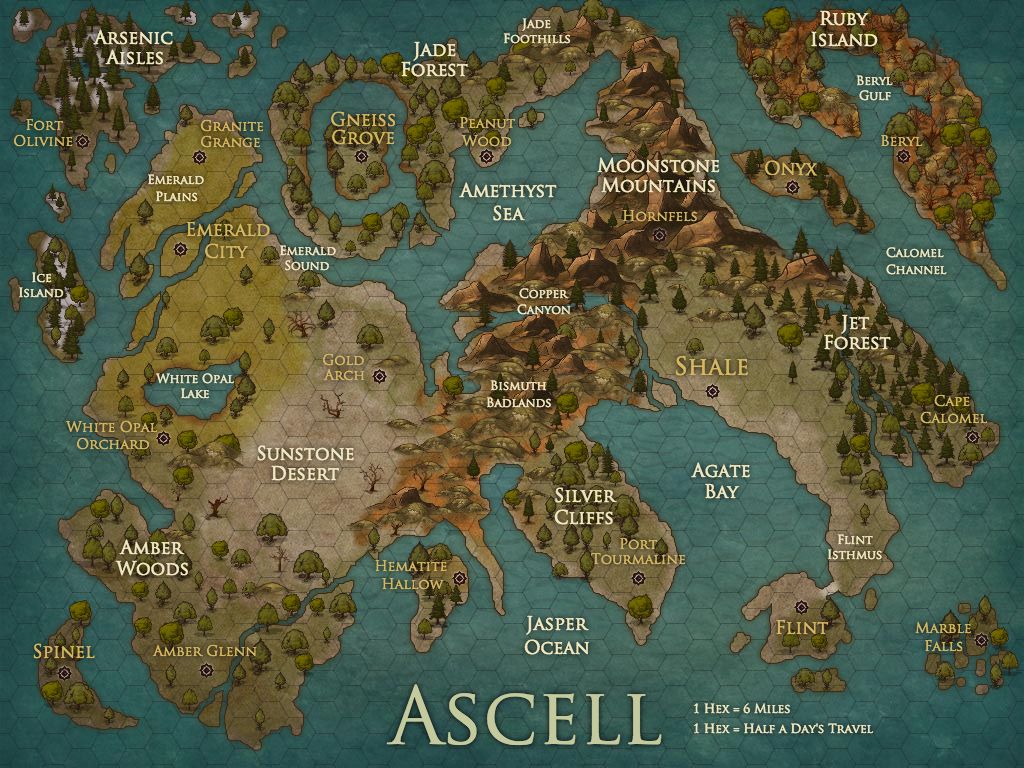 Arsenic
Aisles
Jade
Foothills
Jade
Forest
Ruby
Island
Beryl
Gulf
Fort
Olivine
Granite
Grange
Gneiss
Grove
Peanut
Wood
Beryl
Emerald
Plains
Amethyst
Sea
Moonstone
Mountains
Onyx
Emerald
City
Emerald
Sound
Hornfels
Calomel
Channel
Ice
Island
Copper
Canyon
Jet
Forest
Gold
Arch
Shale
White Opal
Lake
Bismuth
Badlands
Cape
Calomel
White Opal
Orchard
Sunstone
Desert
Agate
Bay
Silver
Cliffs
Amber
Woods
Port
Tourmaline
Flint
Isthmus
Hematite
Hallow
Spinel
Amber Glenn
Jasper
Ocean
Flint
Marble
Falls
Ascell
1 Hex = 6 Miles
1 Hex = Half a Day's Travel